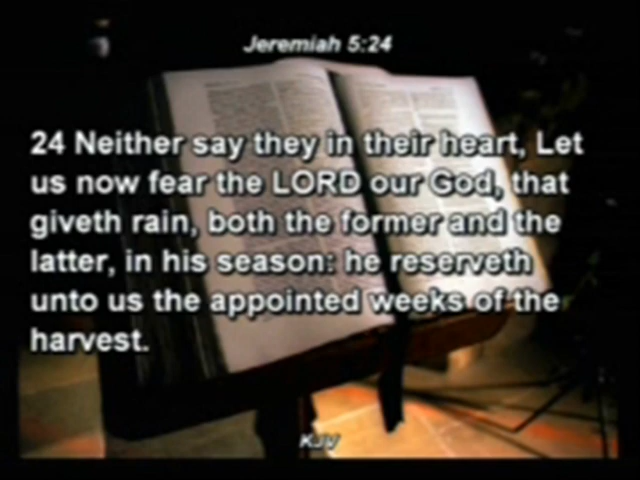 Jeremiah 5:24
24 Neither say they in their heart, Let
us now fear the LORD our God, that
giveth rain, both the former and the
latter, in his season: he reserveth
unto us the appointed weeks of the
harvest.
KJV